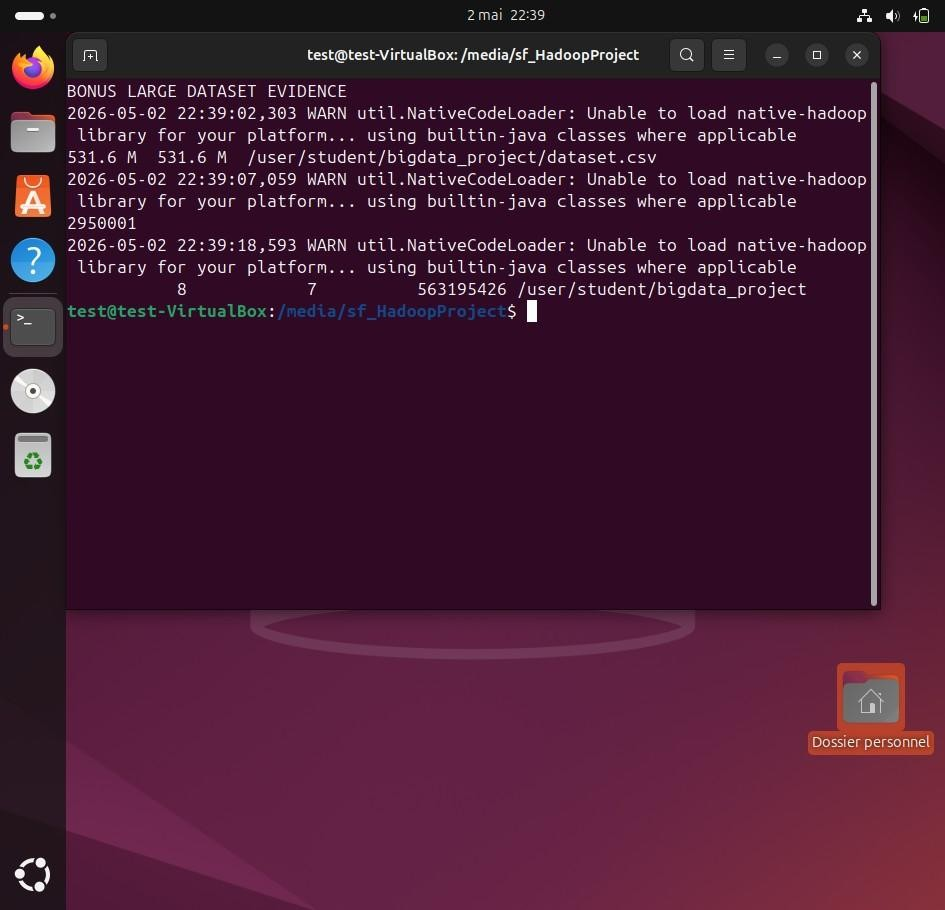 2 mai 22:39
test@test-VirtualBox: /media/sf_HadoopProject
BONUS LARGE DATASET EVIDENCE
2026-05-02 22:39:02,303 WARN util.NativeCodeLoader: Unable to load native-hadoop
library for your platform... using builtin-java classes where applicable
531.6 M 531.6 M /user/student/bigdata_project/dataset.csv
2026-05-02 22:39:07,059 WARN util.NativeCodeLoader: Unable to load native-hadoop
library for your platform... using builtin-java classes where applicable
2950001
2026-05-02 22:39:18,593 WARN util.NativeCodeLoader: Unable to load native-hadoop
library for your platform... using builtin-java classes where applicable
8 7 563195426 /user/student/bigdata_project
test@test-VirtualBox:/media/sf_HadoopProject$
Dossier personnel